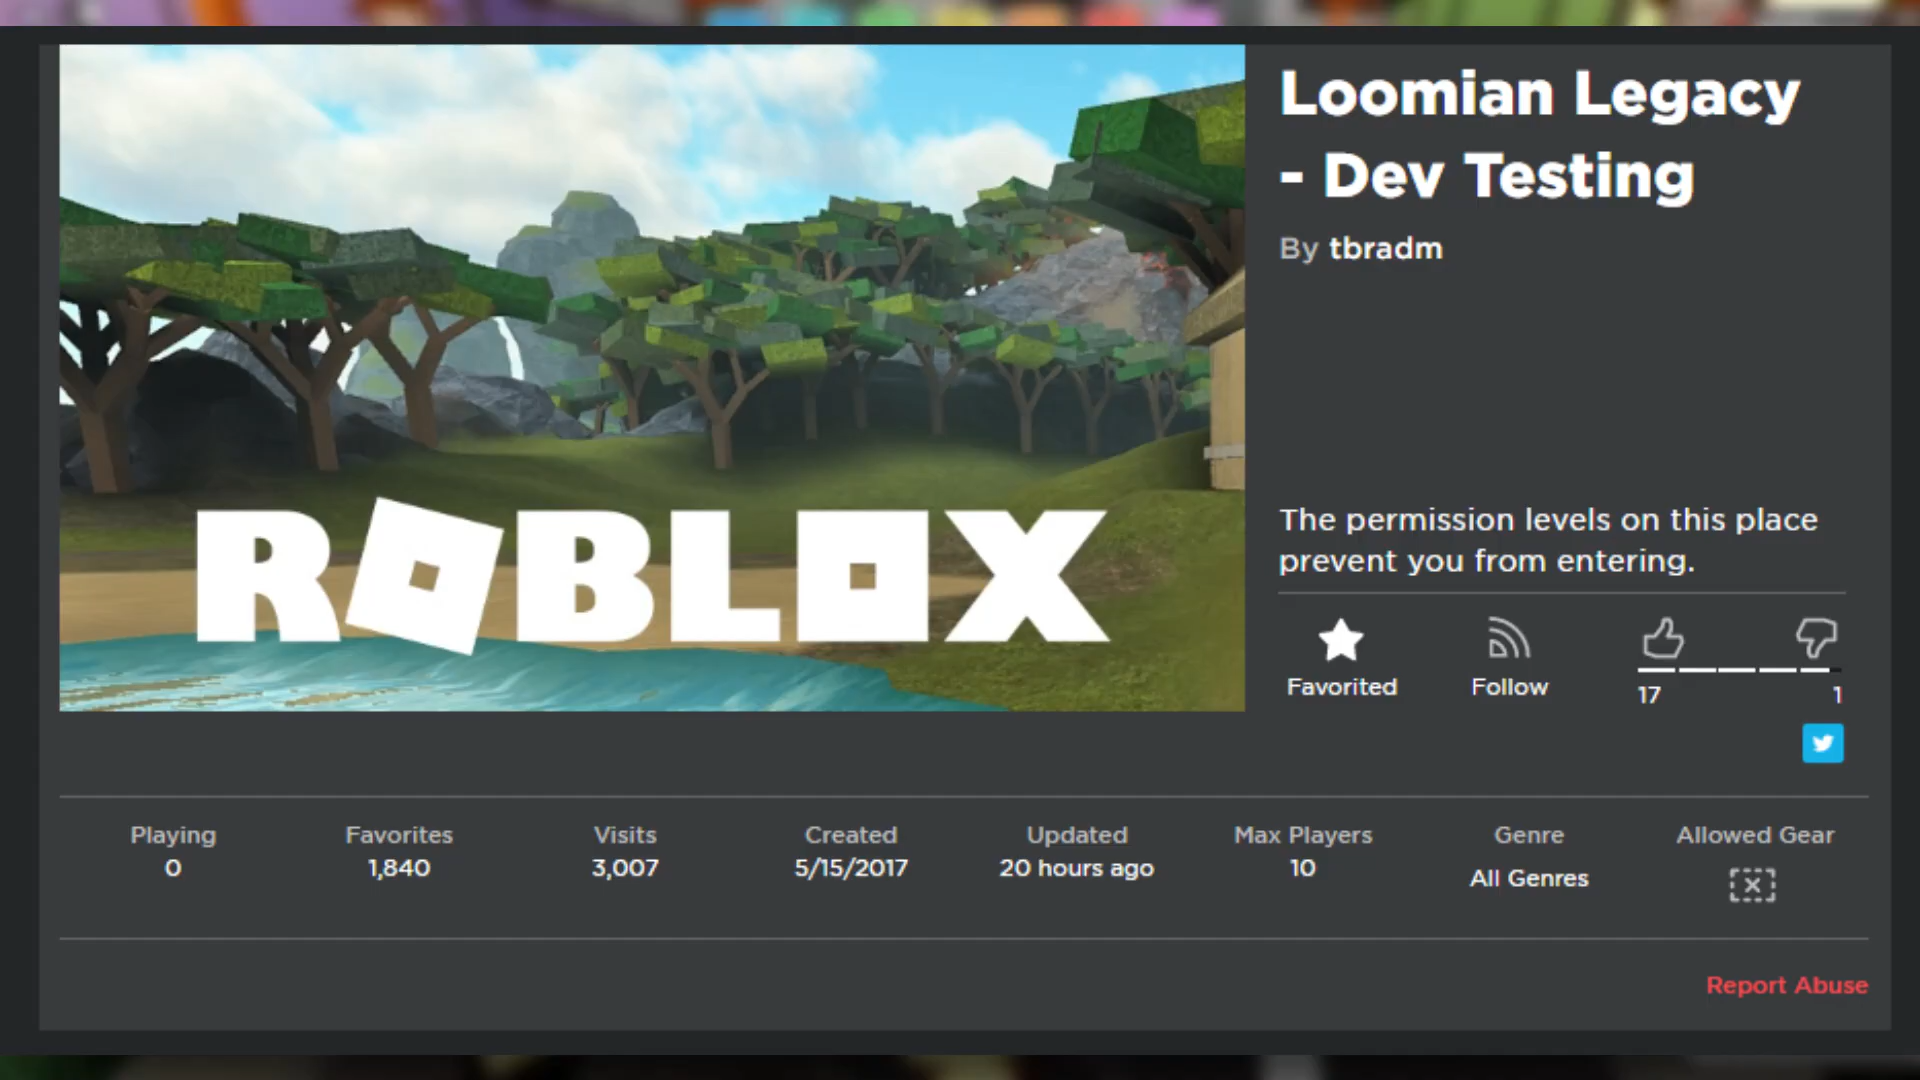 Loomian Legacy
- Dev Testing
By tbradm
ROBLOX
The permission levels on this place
prevent you from entering.
Favorited
Follow
17
1
Playing
0
Favorites
1,840
Visits
3,007
Created
5/15/2017
Updated
20 hours ago
Max Players
10
Genre
All Genres
Allowed Gear
Report Abuse